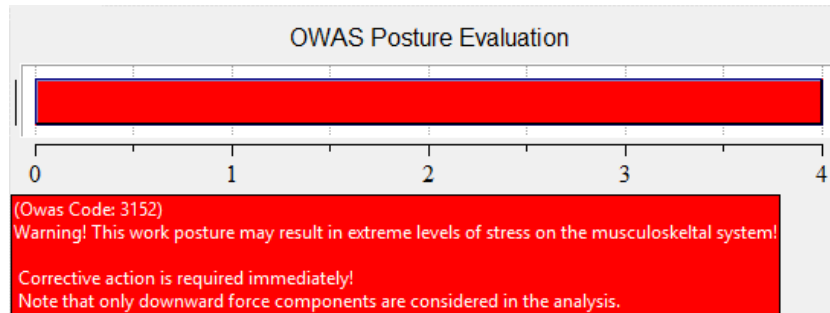 OWAS Posture Evaluation
0 1 2 3 4
(Owas Code: 3152)
Warning! This work posture may result in extreme levels of stress on the musculoskeltal system!
Corrective action is required immediately!
Note that only downward force components are considered in the analysis.